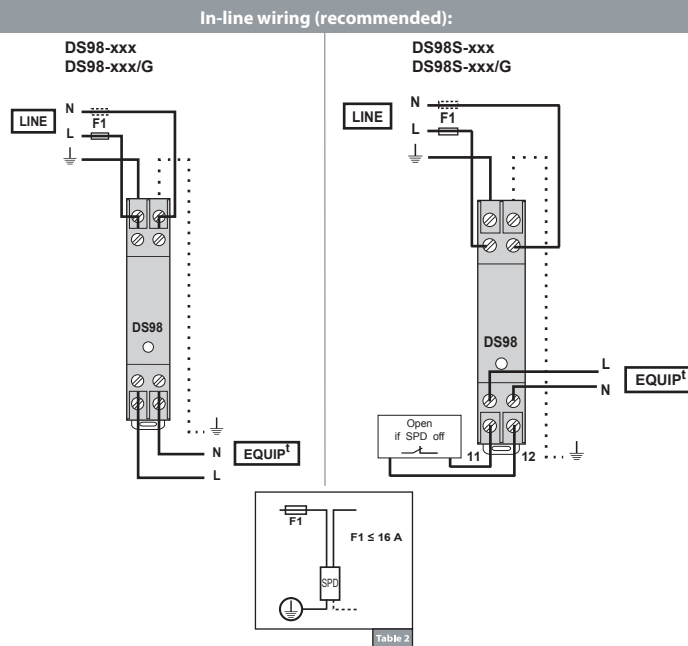 In-line wiring (recommended):
DS98-xxx
DS98-xxx/G
LINE
N
F1
L
DS98
N
EQUIPt
L
DS98S-xxx
DS98S-xxx/G
LINE
N
F1
L
DS98
L
EQUIPt
N
Open
if SPD off
11
12
F1
F1 ≤ 16 A
SPD
Table 2